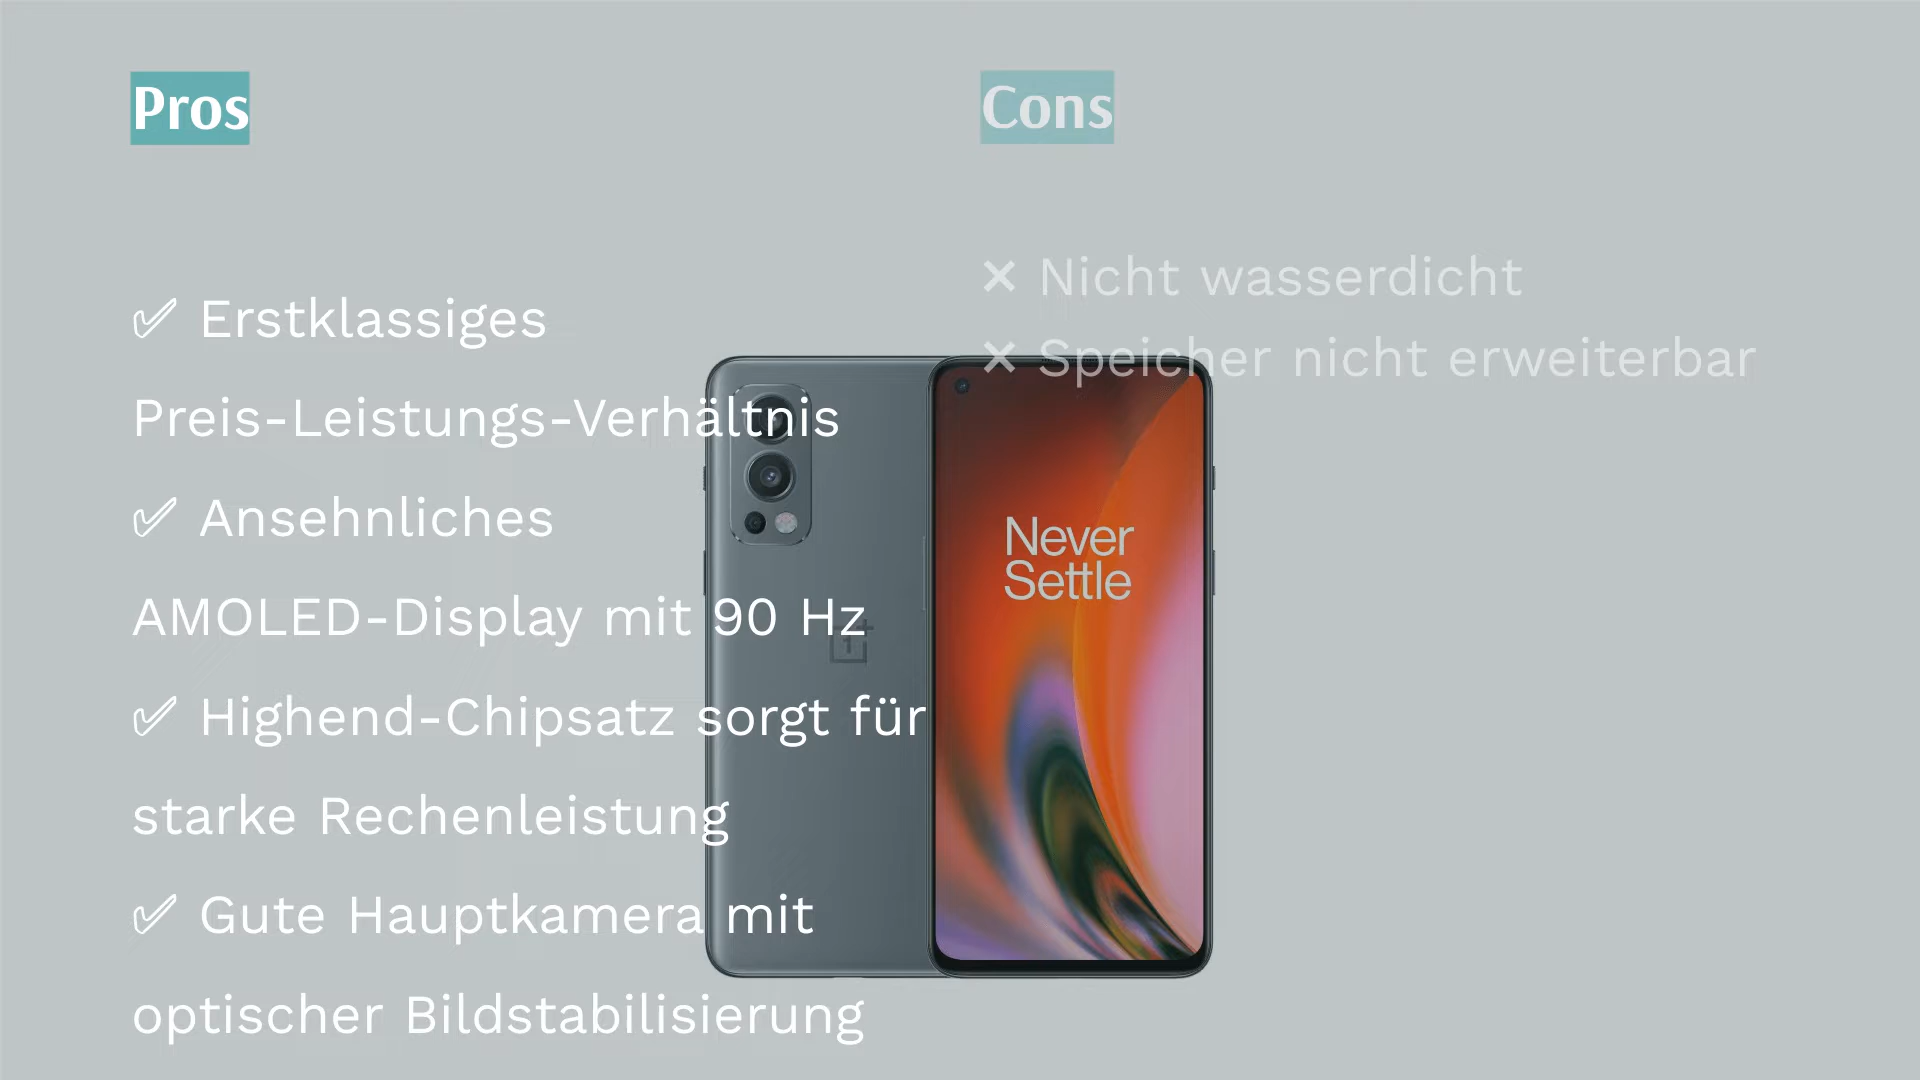 Pros
✓ Erstklassiges
Preis-Leistungs-Verhältnis
✓ Ansehnliches
AMOLED-Display mit 90 Hz
✓ Highend-Chipsatz sorgt für
starke Rechenleistung
✓ Gute Hauptkamera mit
optischer Bildstabilisierung
Cons
✕ Nicht wasserdicht
✕ Speicher nicht erweiterbar
Never
Settle
1+